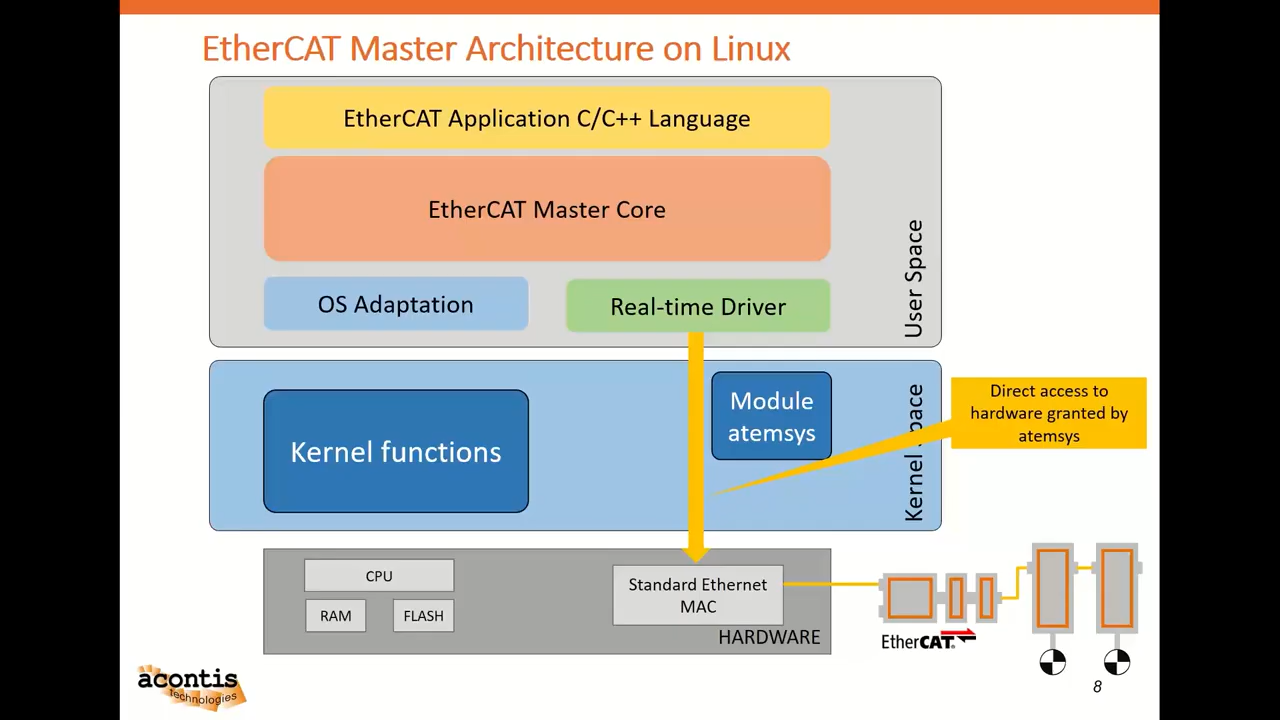 EtherCAT Master Architecture on Linux
EtherCAT Application C/C++ Language
EtherCAT Master Core
OS Adaptation
Real-time Driver
User Space
Kernel functions
Module
atemsys
Kernel Space
Direct access to
hardware granted by
atemsys
CPU
RAM
FLASH
Standard Ethernet
MAC
HARDWARE
EtherCAT®
acontis
technologies
8